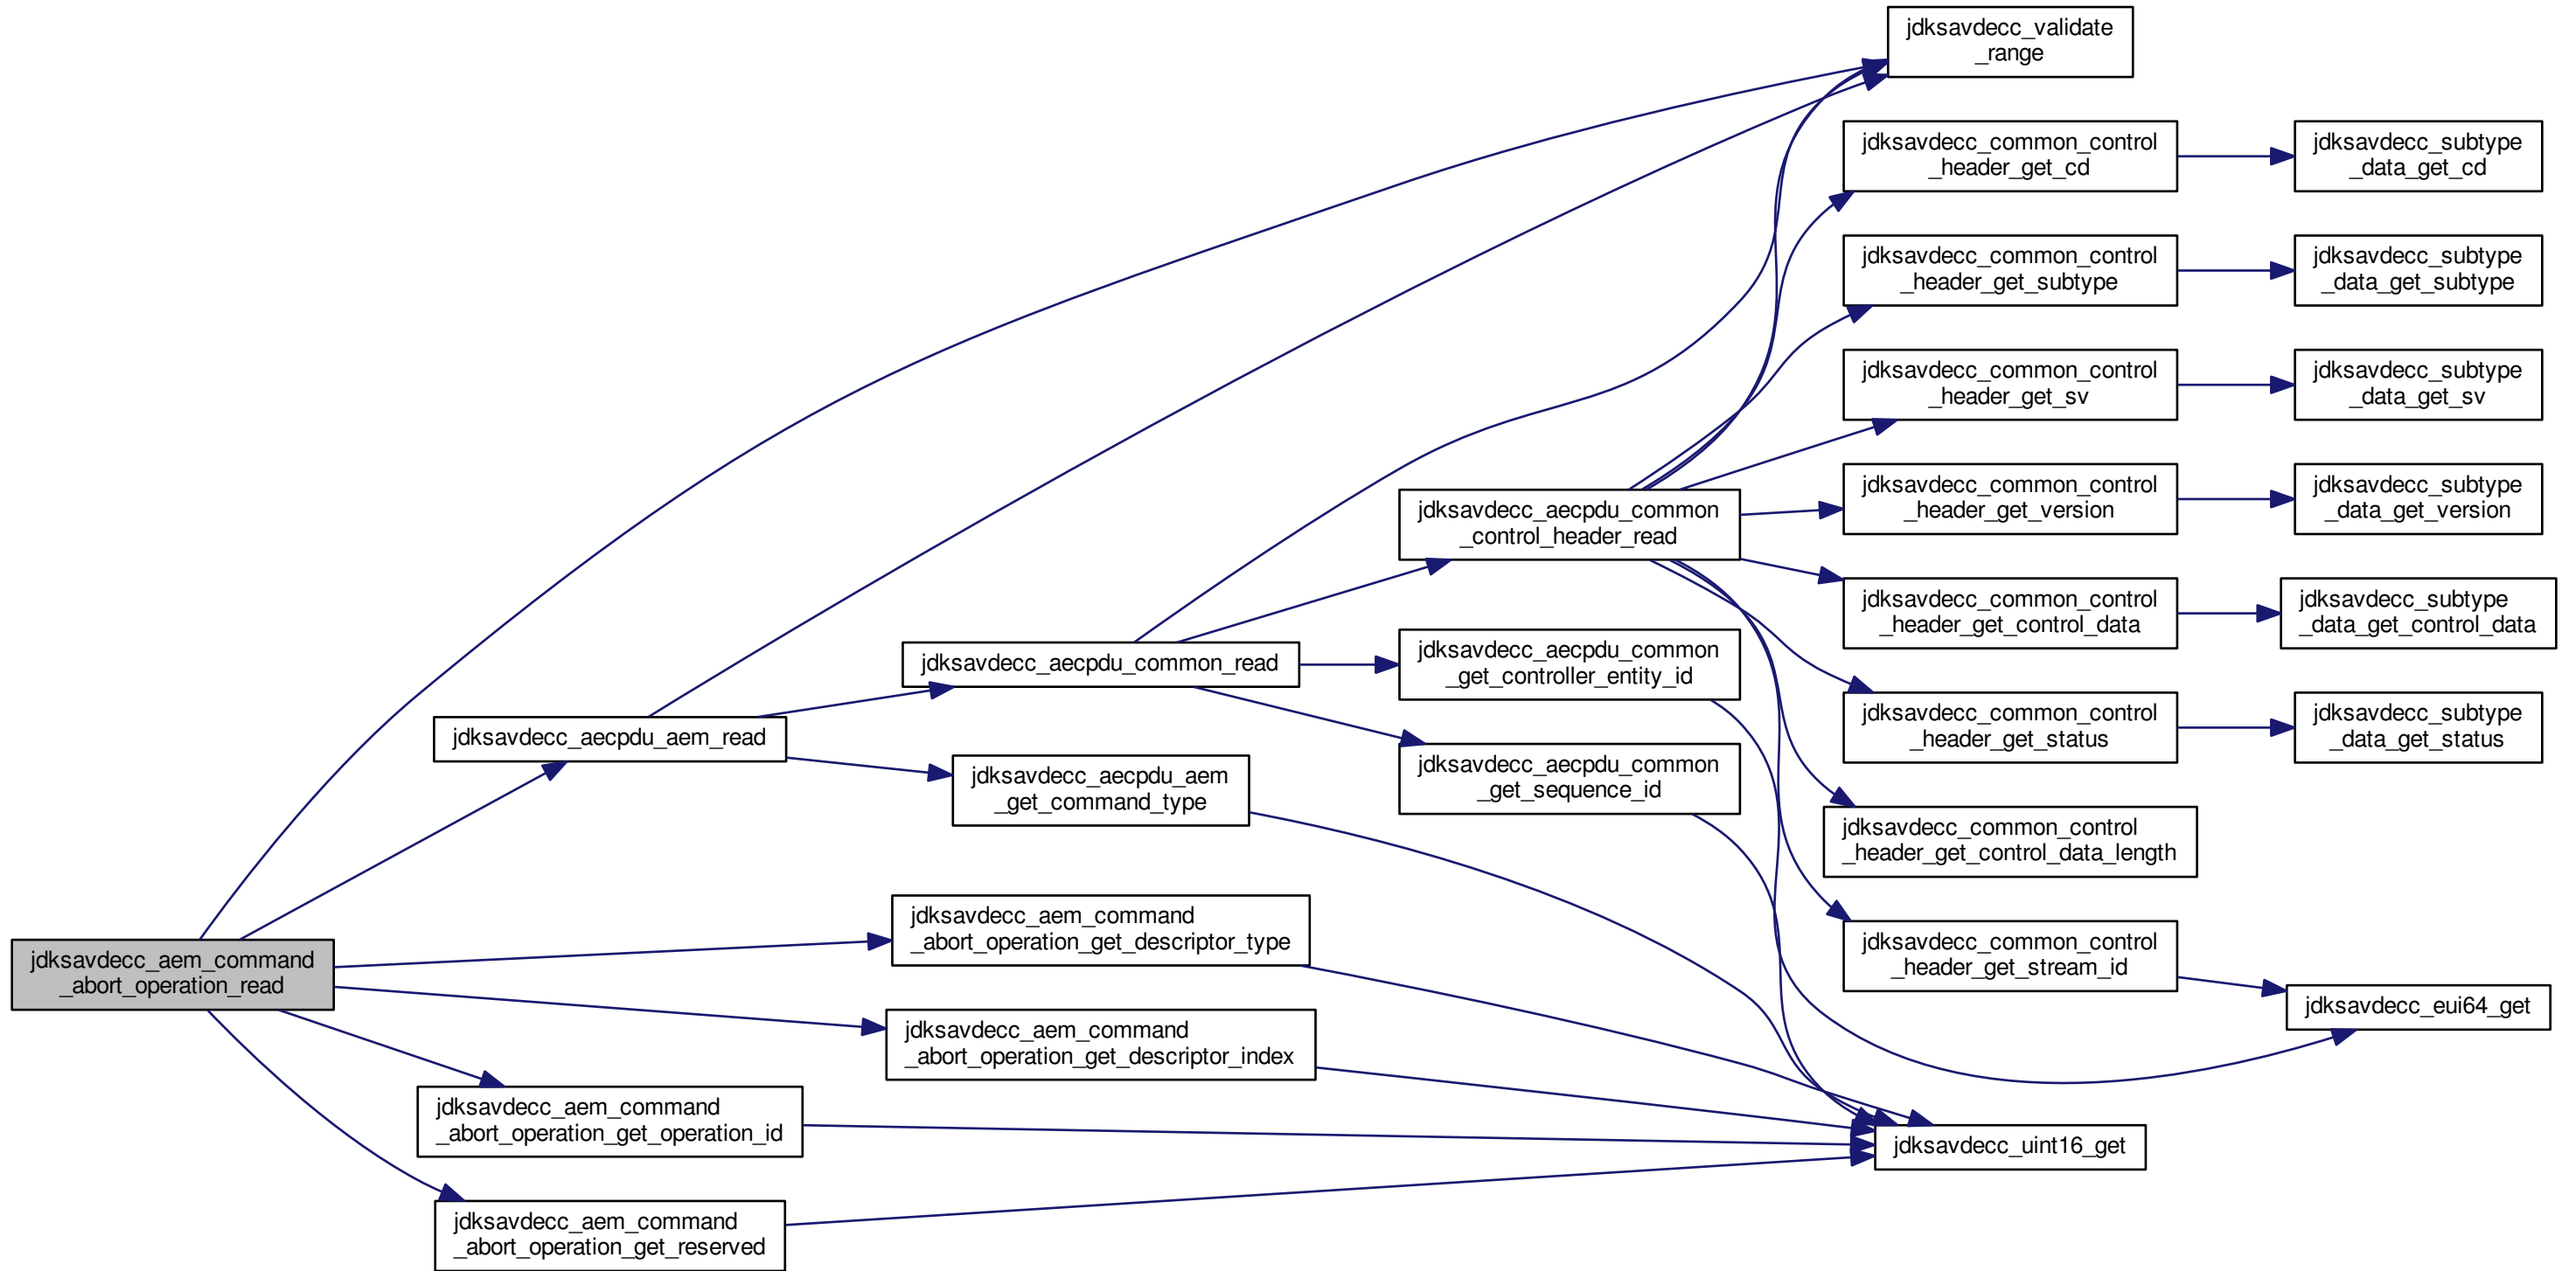 jdksavdecc_validate
_range
jdksavdecc_common_control
_header_get_cd
jdksavdecc_subtype
_data_get_cd
jdksavdecc_common_control
_header_get_subtype
jdksavdecc_subtype
_data_get_subtype
jdksavdecc_common_control
_header_get_sv
jdksavdecc_subtype
_data_get_sv
jdksavdecc_aecpdu_common
_control_header_read
jdksavdecc_common_control
_header_get_version
jdksavdecc_subtype
_data_get_version
jdksavdecc_common_control
_header_get_control_data
jdksavdecc_subtype
_data_get_control_data
jdksavdecc_aecpdu_common_read
jdksavdecc_aecpdu_common
_get_controller_entity_id
jdksavdecc_common_control
_header_get_status
jdksavdecc_subtype
_data_get_status
jdksavdecc_aecpdu_aem_read
jdksavdecc_aecpdu_aem
_get_command_type
jdksavdecc_aecpdu_common
_get_sequence_id
jdksavdecc_common_control
_header_get_control_data_length
jdksavdecc_aem_command
_abort_operation_read
jdksavdecc_aem_command
_abort_operation_get_descriptor_type
jdksavdecc_common_control
_header_get_stream_id
jdksavdecc_eui64_get
jdksavdecc_aem_command
_abort_operation_get_descriptor_index
jdksavdecc_aem_command
_abort_operation_get_operation_id
jdksavdecc_uint16_get
jdksavdecc_aem_command
_abort_operation_get_reserved